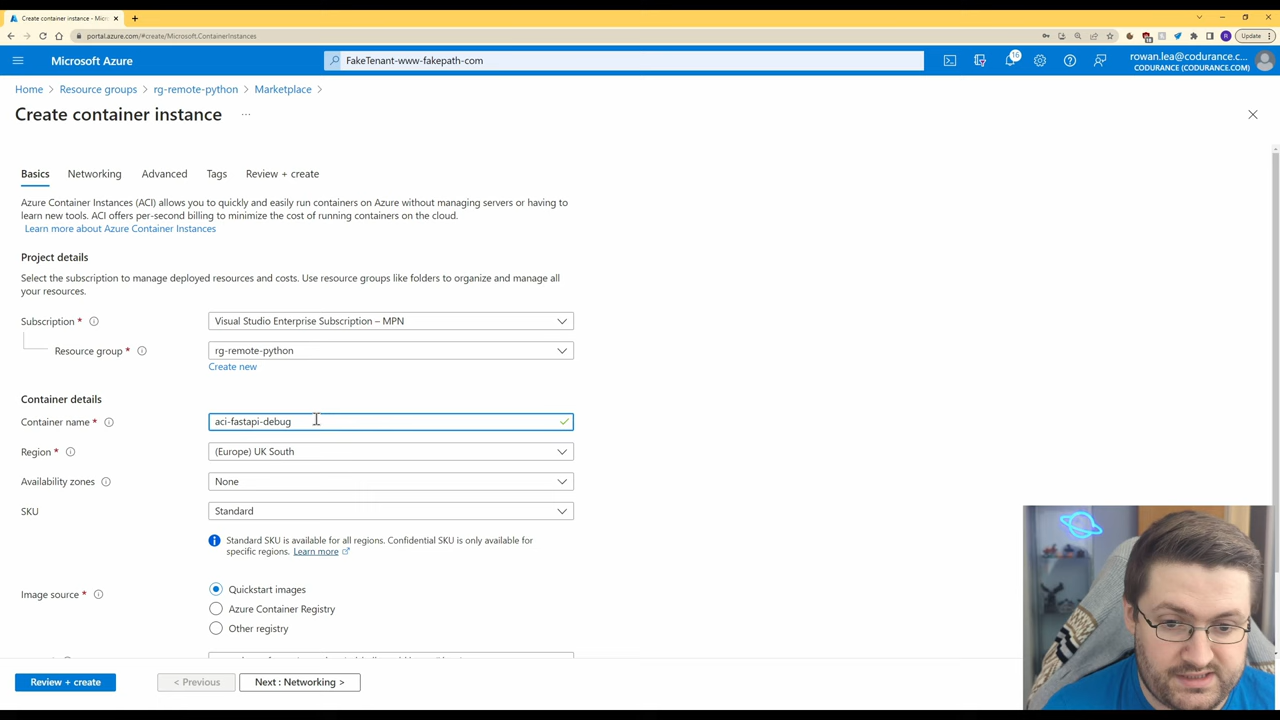 Create container instance - Micro
portal.azure.com/#create/Microsoft.ContainerInstances
R
Update
Microsoft Azure
FakeTenant-www-fakepath-com
16
rowan.lea@codurance.c...
CODURANCE (CODURANCE.COM)
Home > Resource groups > rg-remote-python > Marketplace >
Create container instance ...
Basics Networking Advanced Tags Review + create
Azure Container Instances (ACI) allows you to quickly and easily run containers on Azure without managing servers or having to
learn new tools. ACI offers per-second billing to minimize the cost of running containers on the cloud.
Learn more about Azure Container Instances
Project details
Select the subscription to manage deployed resources and costs. Use resource groups like folders to organize and manage all
your resources.
Subscription *
Visual Studio Enterprise Subscription – MPN
Resource group *
rg-remote-python
Create new
Container details
Container name *
aci-fastapi-debug
Region *
(Europe) UK South
Availability zones
None
SKU
Standard
Standard SKU is available for all regions. Confidential SKU is only available for
specific regions. Learn more
Image source *
Quickstart images
Azure Container Registry
Other registry
Review + create
< Previous
Next : Networking >